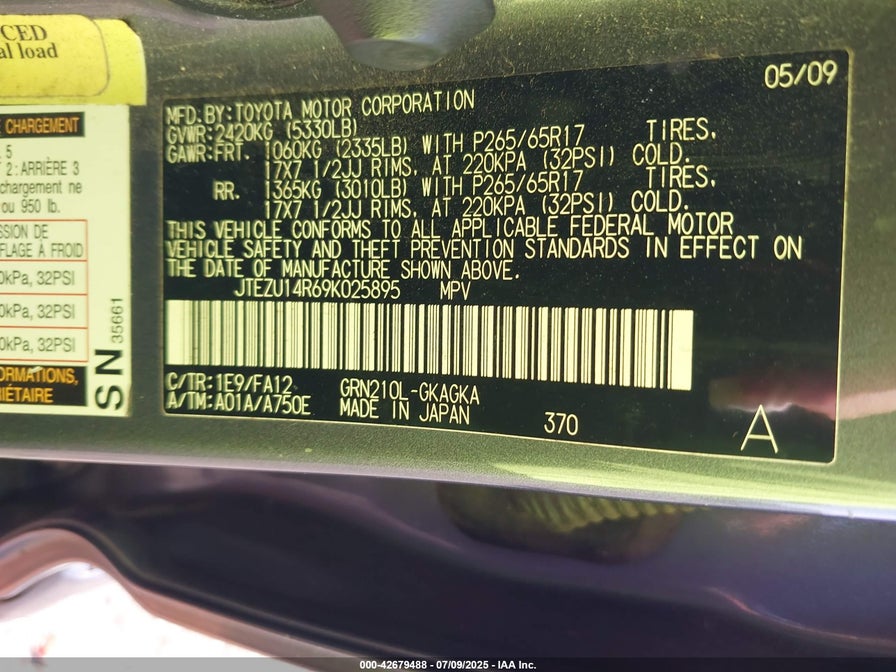 CED
al load
CHARGEMENT
5
2 : ARRIÈRE 3
chargement ne
ou 950 lb.
SSION DE
FLAGE À FROID
0kPa, 32PSI
0kPa, 32PSI
0kPa, 32PSI
ORMATIONS,
RIÉTAIRE
SN 35661
05/09
MFD.BY:TOYOTA MOTOR CORPORATION
GVWR:2420KG (5330LB)
GAWR:FRT. 1060KG (2335LB) WITH P265/65R17 TIRES,
17X7 1/2JJ RIMS, AT 220KPA (32PSI) COLD.
RR. 1365KG (3010LB) WITH P265/65R17 TIRES,
17X7 1/2JJ RIMS, AT 220KPA (32PSI) COLD.
THIS VEHICLE CONFORMS TO ALL APPLICABLE FEDERAL MOTOR
VEHICLE SAFETY AND THEFT PREVENTION STANDARDS IN EFFECT ON
THE DATE OF MANUFACTURE SHOWN ABOVE.
JTEZU14R69K025895 MPV
C/TR:1E9/FA12 GRN210L-GKAGKA
A/TM:A01A/A750E MADE IN JAPAN
370
A
000-42679488 - 07/09/2025 - IAA Inc.